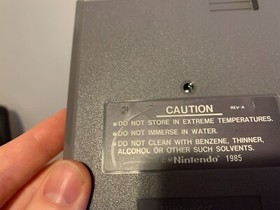 CAUTION REV-A
•DO NOT STORE IN EXTREME TEMPERATURES.
•DO NOT IMMERSE IN WATER.
•DO NOT CLEAN WITH BENZENE, THINNER,
ALCOHOL OR OTHER SUCH SOLVENTS.
©Nintendo 1985